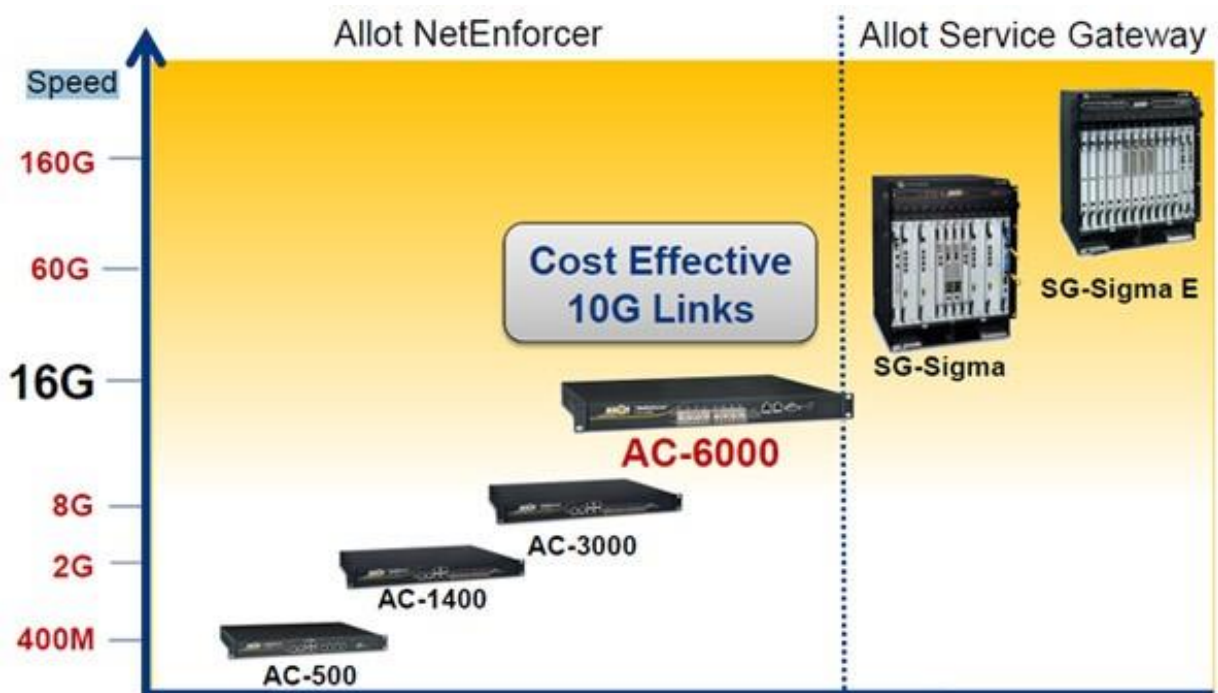 Allot NetEnforcer
Allot Service Gateway
Speed
160G
60G
16G
8G
2G
400M
Cost Effective
10G Links
SG-Sigma E
SG-Sigma
AC-6000
AC-3000
AC-1400
AC-500